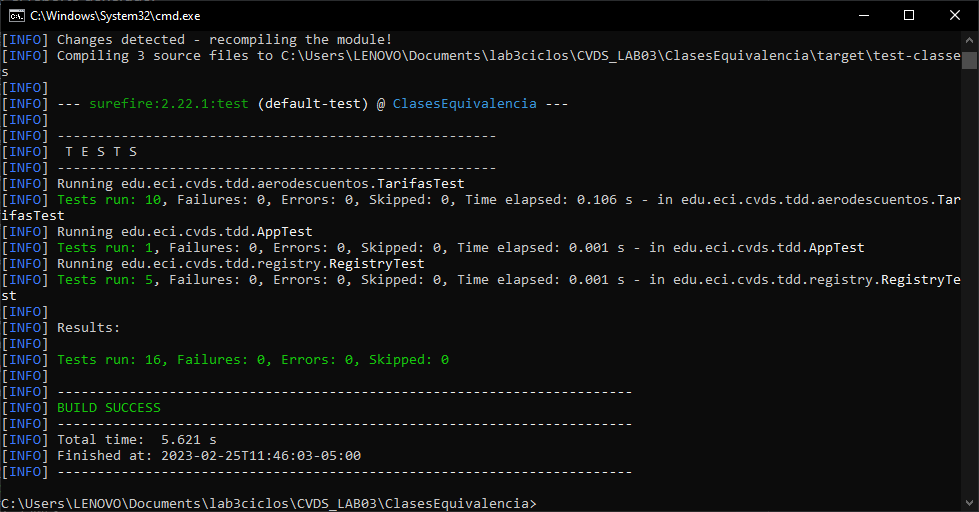 C:\Windows\System32\cmd.exe
[INFO] Changes detected - recompiling the module!
[INFO] Compiling 3 source files to C:\Users\LENOVO\Documents\lab3ciclos\CVDS_LAB03\ClasesEquivalencia\target\test-classe
s
[INFO]
[INFO] --- surefire:2.22.1:test (default-test) @ ClasesEquivalencia ---
[INFO]
[INFO] -------------------------------------------------------
[INFO]  T E S T S
[INFO] -------------------------------------------------------
[INFO] Running edu.eci.cvds.tdd.aerodescuentos.TarifasTest
[INFO] Tests run: 10, Failures: 0, Errors: 0, Skipped: 0, Time elapsed: 0.106 s - in edu.eci.cvds.tdd.aerodescuentos.Tar
ifasTest
[INFO] Running edu.eci.cvds.tdd.AppTest
[INFO] Tests run: 1, Failures: 0, Errors: 0, Skipped: 0, Time elapsed: 0.001 s - in edu.eci.cvds.tdd.AppTest
[INFO] Running edu.eci.cvds.tdd.registry.RegistryTest
[INFO] Tests run: 5, Failures: 0, Errors: 0, Skipped: 0, Time elapsed: 0.001 s - in edu.eci.cvds.tdd.registry.RegistryTe
st
[INFO]
[INFO] Results:
[INFO]
[INFO] Tests run: 16, Failures: 0, Errors: 0, Skipped: 0
[INFO]
[INFO] ------------------------------------------------------------------------
[INFO] BUILD SUCCESS
[INFO] ------------------------------------------------------------------------
[INFO] Total time:  5.621 s
[INFO] Finished at: 2023-02-25T11:46:03-05:00
[INFO] ------------------------------------------------------------------------
C:\Users\LENOVO\Documents\lab3ciclos\CVDS_LAB03\ClasesEquivalencia>